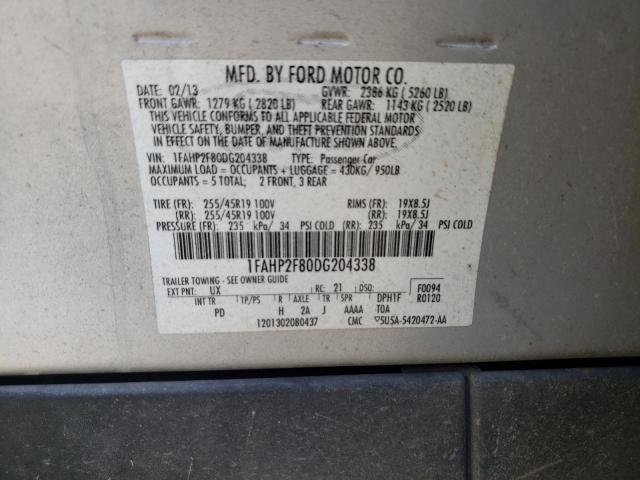 MFD. BY FORD MOTOR CO.
DATE: 02/13 GVWR: 2386 KG ( 5260 LB)
FRONT GAWR: 1279 KG ( 2820 LB) REAR GAWR: 1143 KG ( 2520 LB)
THIS VEHICLE CONFORMS TO ALL APPLICABLE FEDERAL MOTOR
VEHICLE SAFETY, BUMPER, AND THEFT PREVENTION STANDARDS
IN EFFECT ON THE DATE OF MANUFACTURE SHOWN ABOVE.
VIN: 1FAHP2F80DG204338 TYPE: Passenger Car
MAXIMUM LOAD = OCCUPANTS + LUGGAGE = 430KG/ 950LB
OCCUPANTS = 5 TOTAL; 2 FRONT, 3 REAR
TIRE (FR): 255/45R19 100V RIMS (FR): 19X8.5J
(RR): 255/45R19 100V (RR): 19X8.5J
PRESSURE (FR): 235 kPa/ 34 PSI COLD (RR): 235 kPa/ 34 PSI COLD
1FAHP2F80DG204338
TRAILER TOWING - SEE OWNER GUIDE
EXT PNT: UX RC: 21 DSO: F0094
INT TR TP/PS R AXLE TR SPR DPH1F R0120
PD H 2A J AAAA TOA
1201302080437 CMC ▽5U5A-5420472-AA